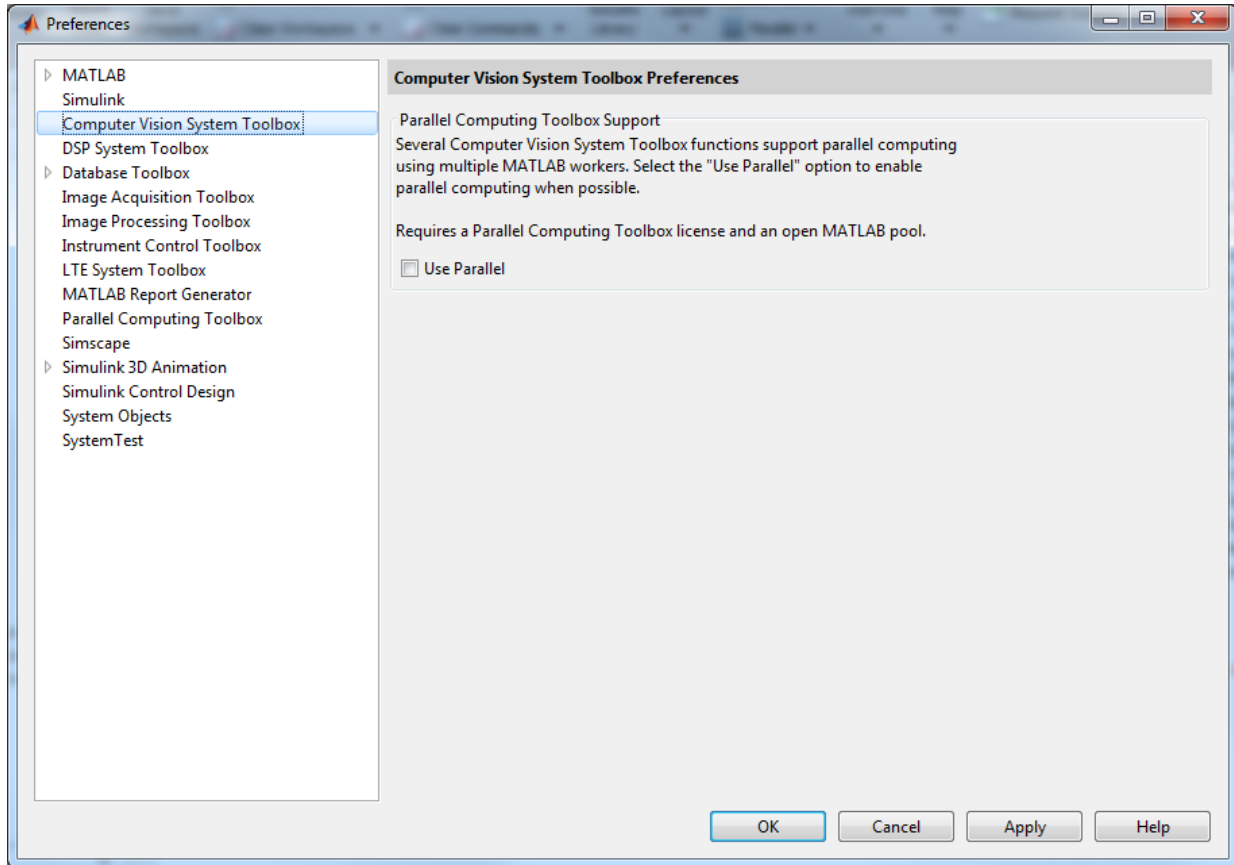 Preferences
MATLAB
Simulink
Computer Vision System Toolbox
DSP System Toolbox
Database Toolbox
Image Acquisition Toolbox
Image Processing Toolbox
Instrument Control Toolbox
LTE System Toolbox
MATLAB Report Generator
Parallel Computing Toolbox
Simscape
Simulink 3D Animation
Simulink Control Design
System Objects
SystemTest
Computer Vision System Toolbox Preferences
Parallel Computing Toolbox Support
Several Computer Vision System Toolbox functions support parallel computing
using multiple MATLAB workers. Select the "Use Parallel" option to enable
parallel computing when possible.
Requires a Parallel Computing Toolbox license and an open MATLAB pool.
Use Parallel
OK
Cancel
Apply
Help